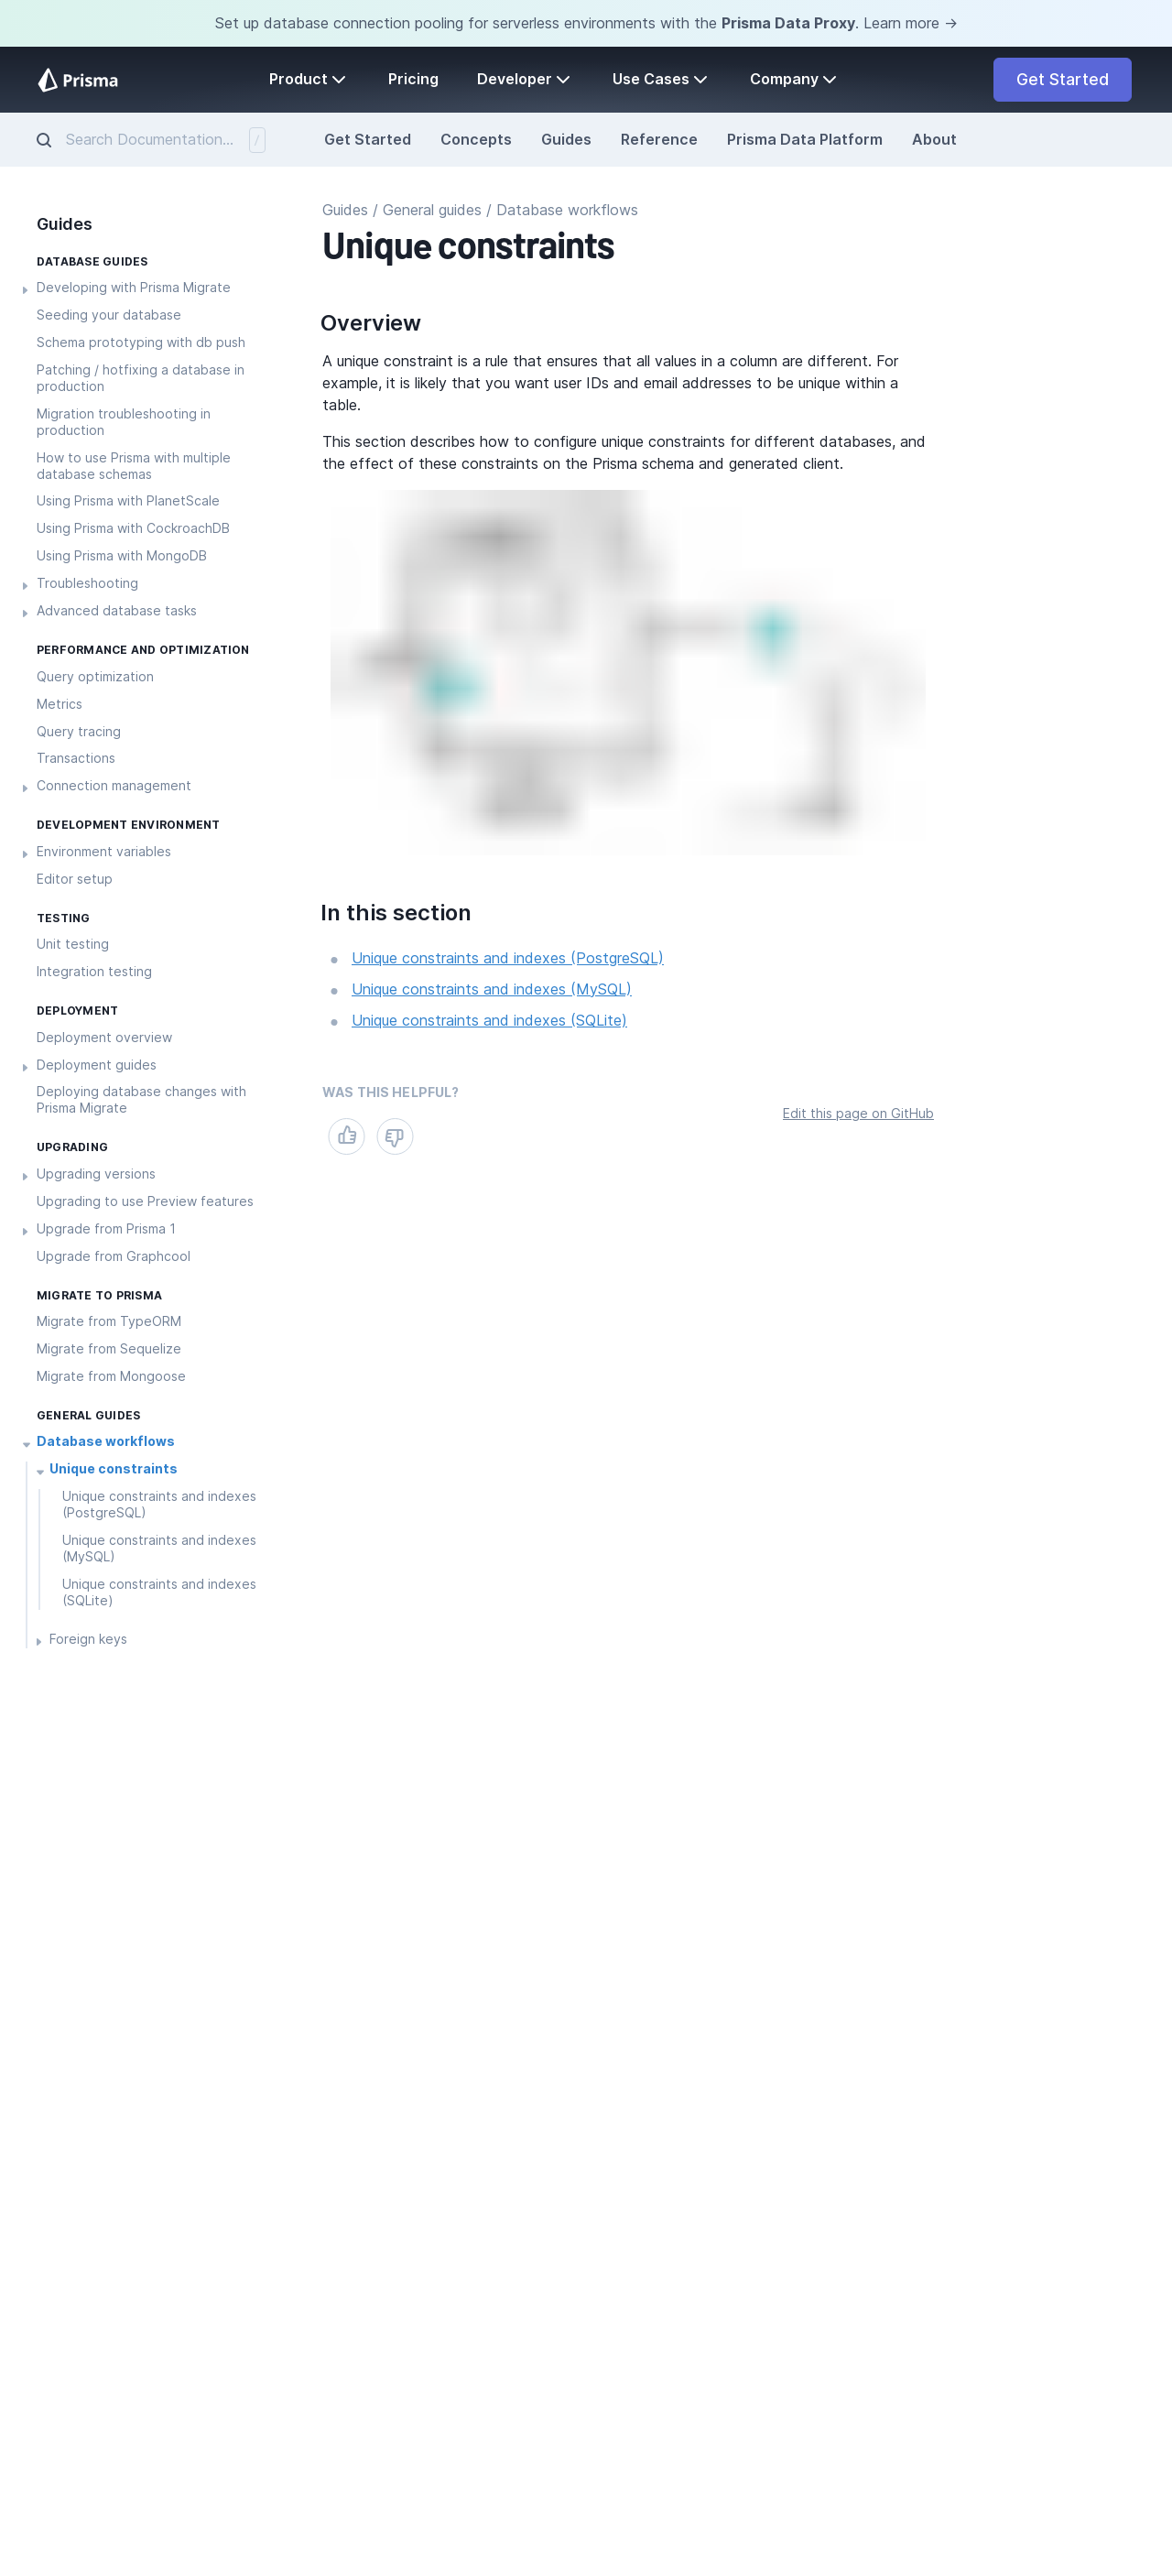 Set up database connection pooling for serverless environments with the Prisma Data Proxy. Learn more →
Prisma
Product
Pricing
Developer
Use Cases
Company
Get Started
Search Documentation...
/
Get Started
Concepts
Guides
Reference
Prisma Data Platform
About
Guides
DATABASE GUIDES
Developing with Prisma Migrate
Seeding your database
Schema prototyping with db push
Patching / hotfixing a database in
production
Migration troubleshooting in
production
How to use Prisma with multiple
database schemas
Using Prisma with PlanetScale
Using Prisma with CockroachDB
Using Prisma with MongoDB
Troubleshooting
Advanced database tasks
PERFORMANCE AND OPTIMIZATION
Query optimization
Metrics
Query tracing
Transactions
Connection management
DEVELOPMENT ENVIRONMENT
Environment variables
Editor setup
TESTING
Unit testing
Integration testing
DEPLOYMENT
Deployment overview
Deployment guides
Deploying database changes with
Prisma Migrate
UPGRADING
Upgrading versions
Upgrading to use Preview features
Upgrade from Prisma 1
Upgrade from Graphcool
MIGRATE TO PRISMA
Migrate from TypeORM
Migrate from Sequelize
Migrate from Mongoose
GENERAL GUIDES
Database workflows
Unique constraints
Unique constraints and indexes
(PostgreSQL)
Unique constraints and indexes
(MySQL)
Unique constraints and indexes
(SQLite)
Foreign keys
Guides / General guides / Database workflows
Unique constraints
Overview
A unique constraint is a rule that ensures that all values in a column are different. For
example, it is likely that you want user IDs and email addresses to be unique within a
table.
This section describes how to configure unique constraints for different databases, and
the effect of these constraints on the Prisma schema and generated client.
In this section
Unique constraints and indexes (PostgreSQL)
Unique constraints and indexes (MySQL)
Unique constraints and indexes (SQLite)
WAS THIS HELPFUL?
Edit this page on GitHub